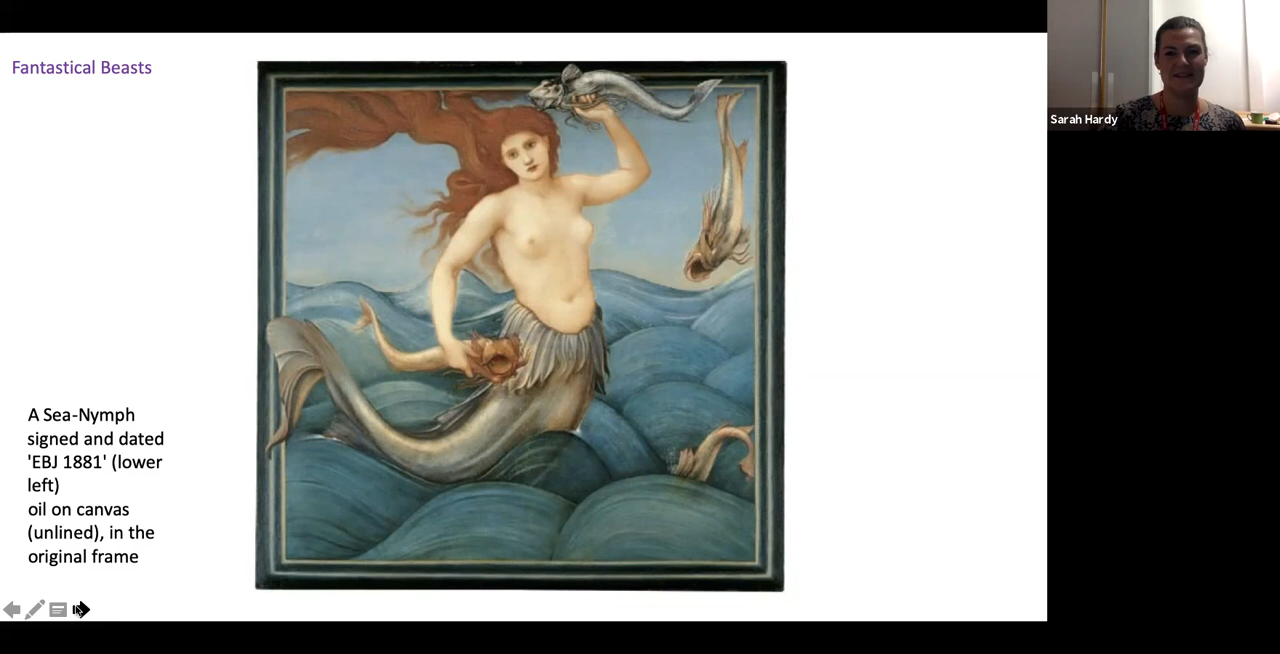 Fantastical Beasts
Sarah Hardy
A Sea-Nymph
signed and dated
'EBJ 1881' (lower
left)
oil on canvas
(unlined), in the
original frame